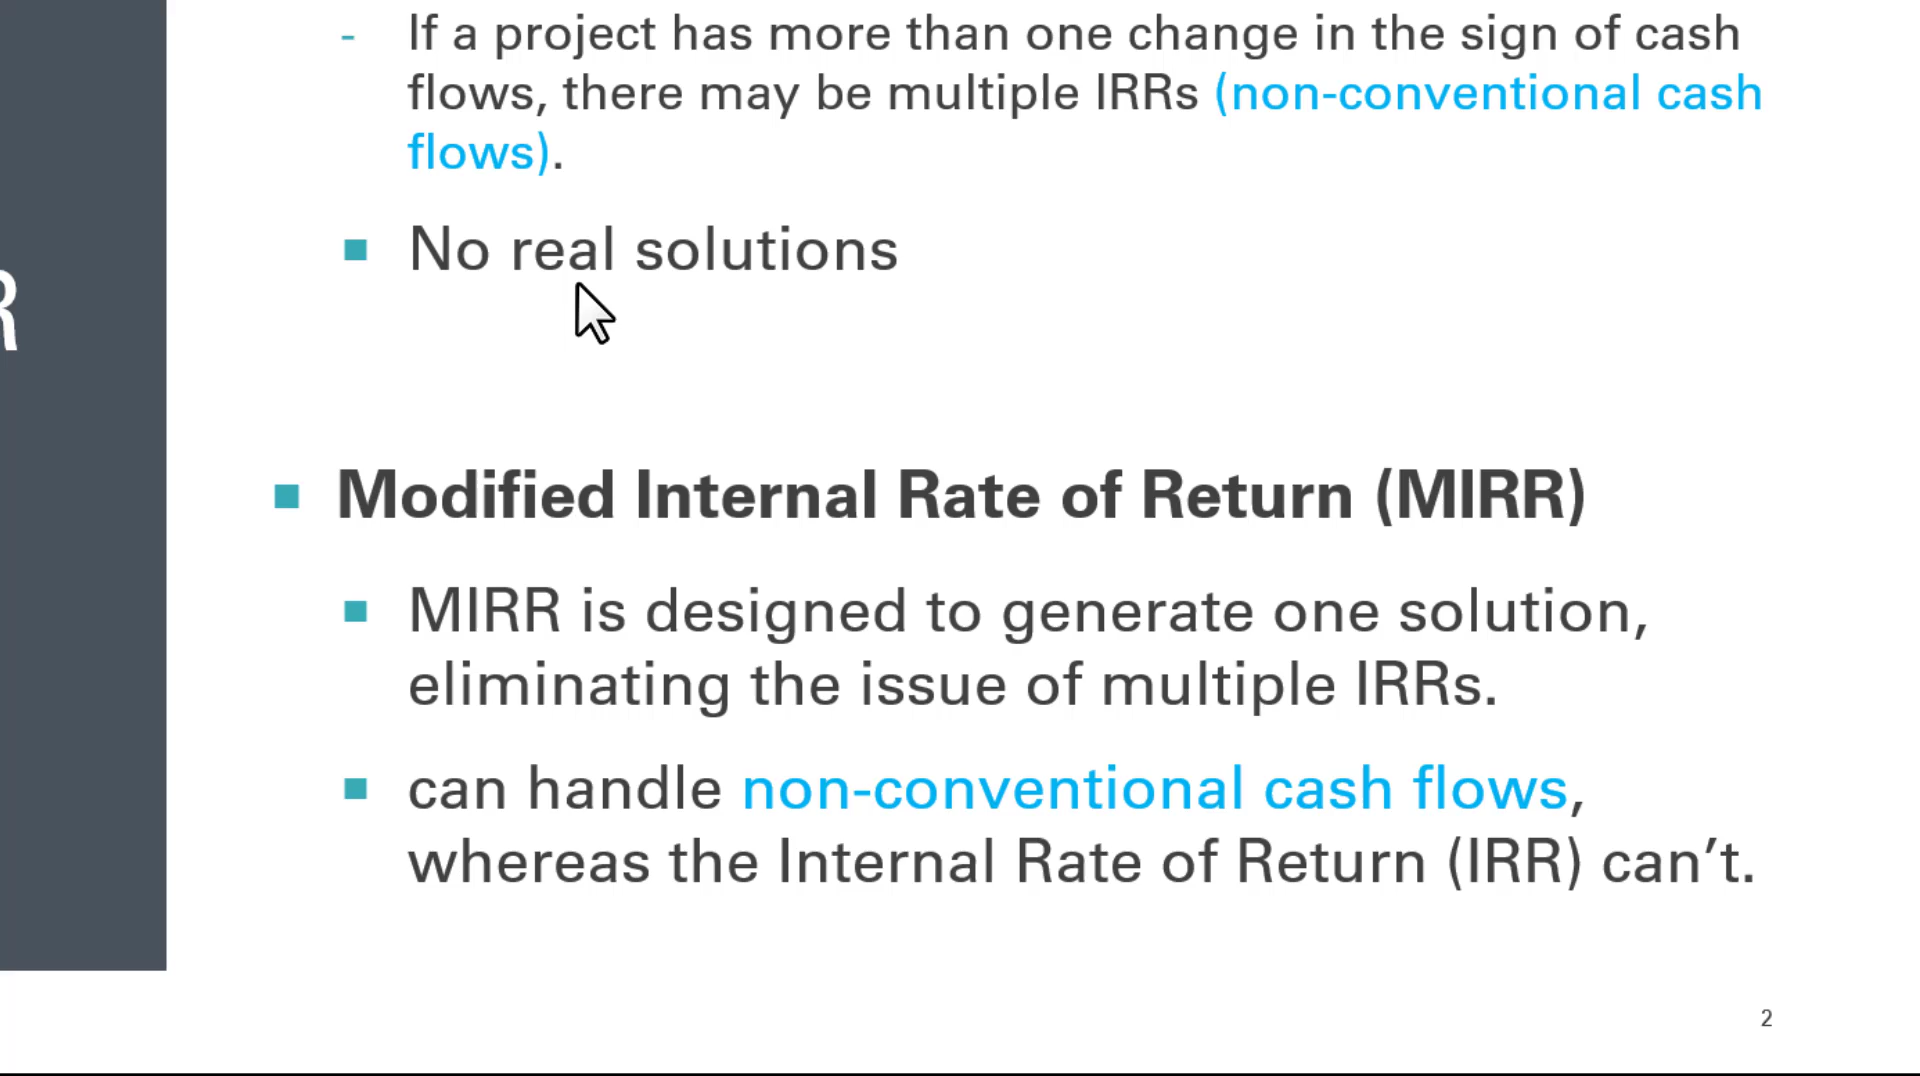 - If a project has more than one change in the sign of cash
flows, there may be multiple IRRs (non-conventional cash
flows).
■ No real solutions
R
■ Modified Internal Rate of Return (MIRR)
■ MIRR is designed to generate one solution,
eliminating the issue of multiple IRRs.
■ can handle non-conventional cash flows,
whereas the Internal Rate of Return (IRR) can’t.
2